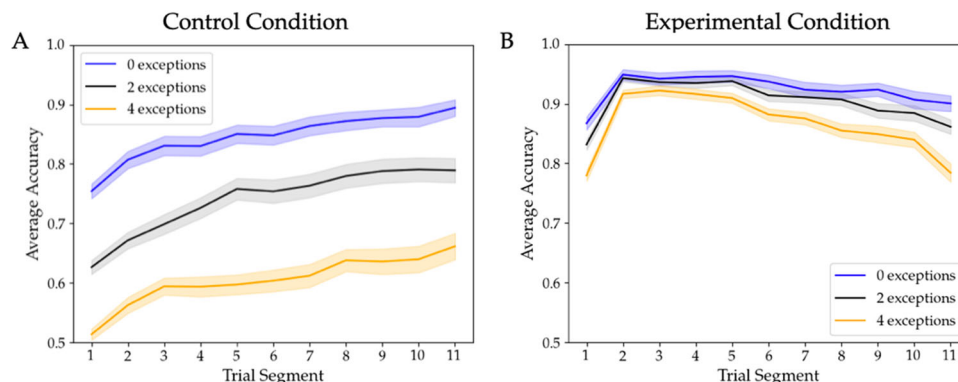 Control Condition
Experimental Condition
A
B
1.0
0.9
0.8
0.7
0.6
0.5
Average Accuracy
0 exceptions
2 exceptions
4 exceptions
1 2 3 4 5 6 7 8 9 10 11
Trial Segment
1.0
0.9
0.8
0.7
0.6
0.5
Average Accuracy
0 exceptions
2 exceptions
4 exceptions
1 2 3 4 5 6 7 8 9 10 11
Trial Segment